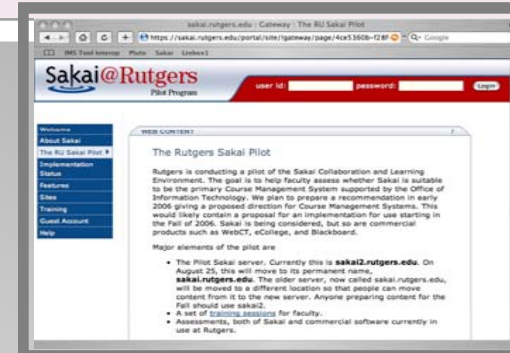 sakai.rutgers.edu : Gateway : The RU Sakai Pilot
https://sakai.rutgers.edu/portal/site/!gateway/page/4ce5360b-f28f
Google
IMS Tool Interop Pluto Sakai Linbox1
Sakai@Rutgers
Pilot Program
user id:
password:
Login
Welcome
About Sakai
The RU Sakai Pilot
Implementation
Status
Features
Sites
Training
Guest Account
Help
WEB CONTENT
?
The Rutgers Sakai Pilot
Rutgers is conducting a pilot of the Sakai Collaboration and Learning
Environment. The goal is to help faculty assess whether Sakai is suitable
to be the primary Course Management System supported by the Office of
Information Technology. We plan to prepare a recommendation in early
2006 giving a proposed direction for Course Management Systems. This
would likely contain a proposal for an implementation for use starting in
the Fall of 2006. Sakai is being considered, but so are commercial
products such as WebCT, eCollege, and Blackboard.
Major elements of the pilot are
• The Pilot Sakai server. Currently this is sakai2.rutgers.edu. On
August 25, this will move to its permanent name,
sakai.rutgers.edu. The older server, now called sakai.rutgers.edu,
will be moved to a different location so that people can move
content from it to the new server. Anyone preparing content for the
Fall should use sakai2.
• A set of training sessions for faculty.
• Assessments, both of Sakai and commercial software currently in
use at Rutgers.